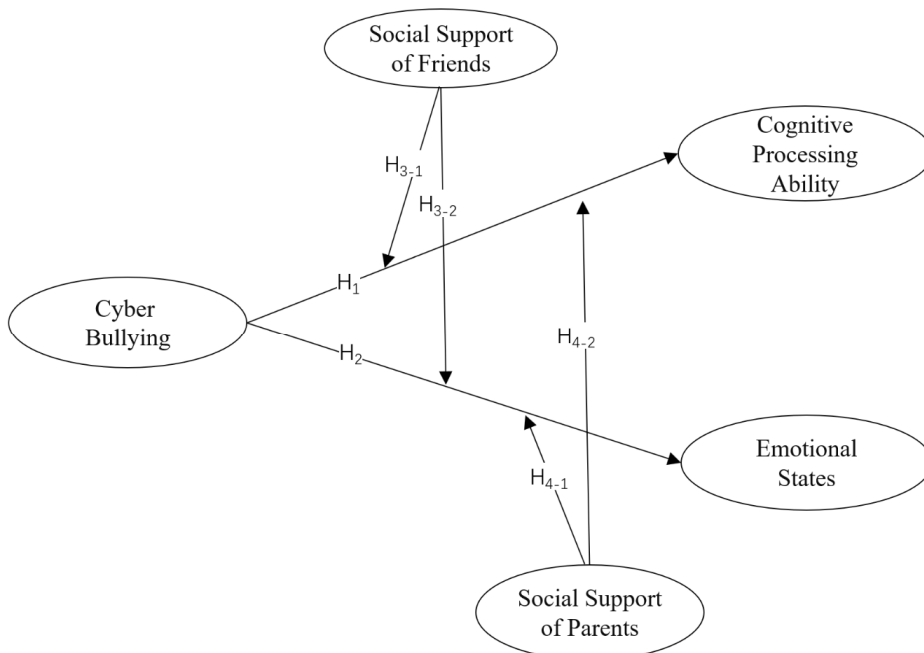 Social Support
of Friends
Cognitive
Processing
Ability
H3-1
H3-2
H1
Cyber
Bullying
H2
H4-2
H4-1
Emotional
States
Social Support
of Parents